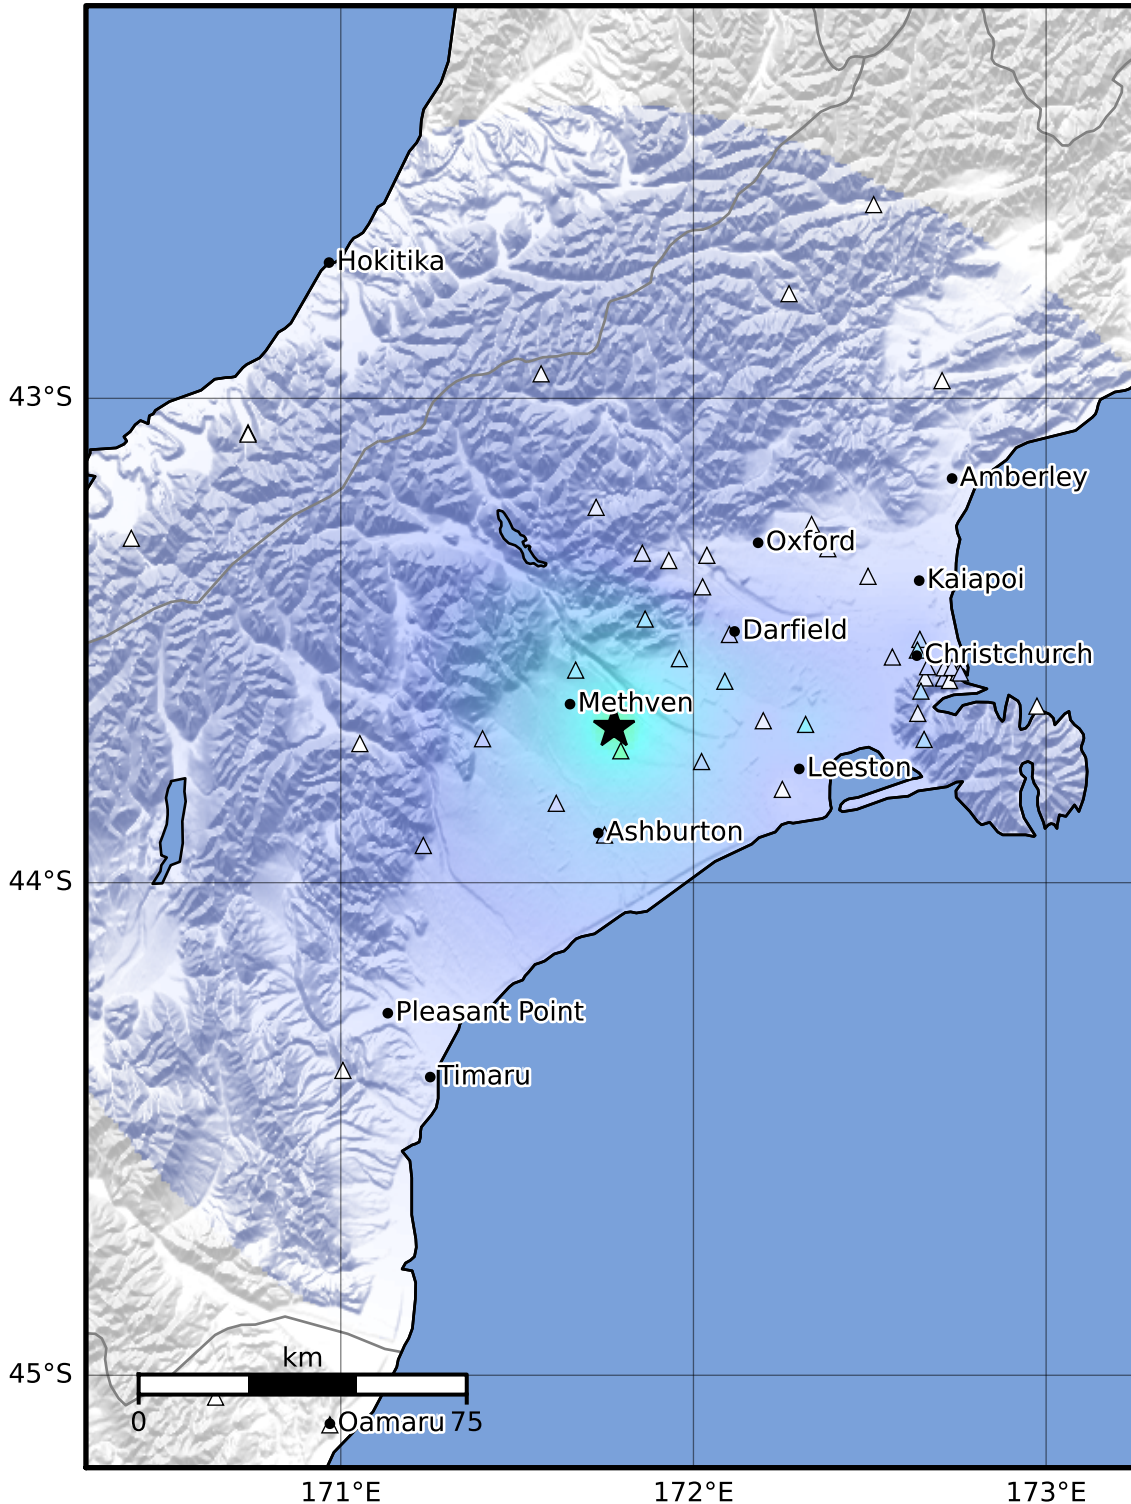 Hokitika
43°S
Amberley
Oxford
Kaiapoi
Darfield
Christchurch
Methven
Leeston
Ashburton
44°S
Pleasant Point
Timaru
km
45°S
0
75
Oamaru
171°E
172°E
173°E